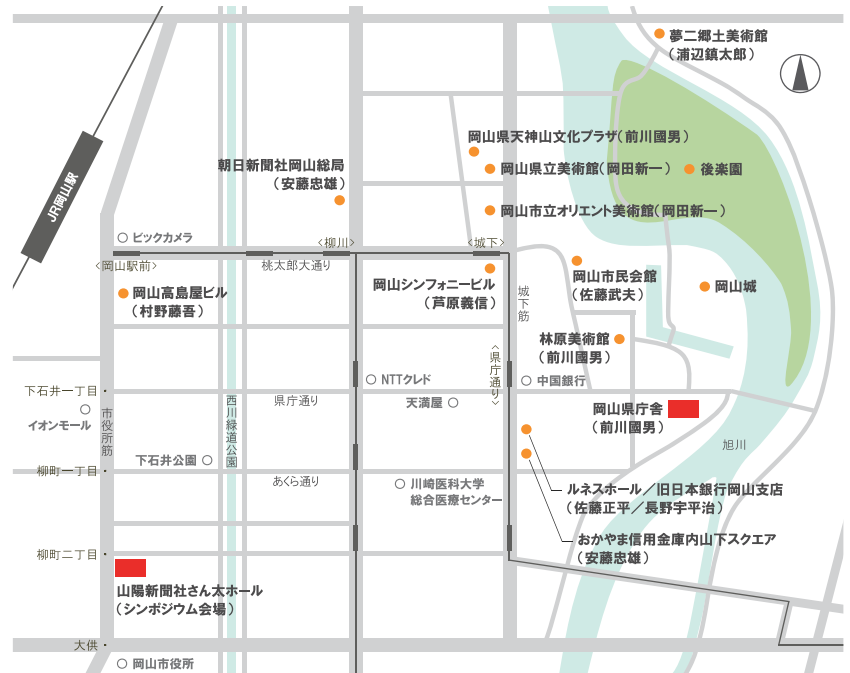 夢二郷土美術館
（浦辺鎮太郎）
岡山県天神山文化プラザ（前川國男）
朝日新聞社岡山総局
（安藤忠雄）
岡山県立美術館（岡田新一）
後楽園
JR岡山駅
岡山市立オリエント美術館（岡田新一）
ビックカメラ
〈柳川〉
〈城下〉
〈岡山駅前〉
桃太郎大通り
岡山シンフォニービル
（芦原義信）
岡山市民会館
（佐藤武夫）
岡山城
岡山高島屋ビル
（村野藤吾）
城下筋
林原美術館
（前川國男）
〈県庁通り〉
NTTクレド
中国銀行
下石井一丁目
県庁通り
天満屋
岡山県庁舎
（前川國男）
イオンモール
市役所筋
西川緑道公園
旭川
下石井公園
柳町一丁目
あくら通り
川崎医科大学
総合医療センター
ルネスホール／旧日本銀行岡山支店
（佐藤正平／長野宇平治）
おかやま信用金庫内山下スクエア
（安藤忠雄）
柳町二丁目
山陽新聞社さん太ホール
（シンポジウム会場）
大供
岡山市役所